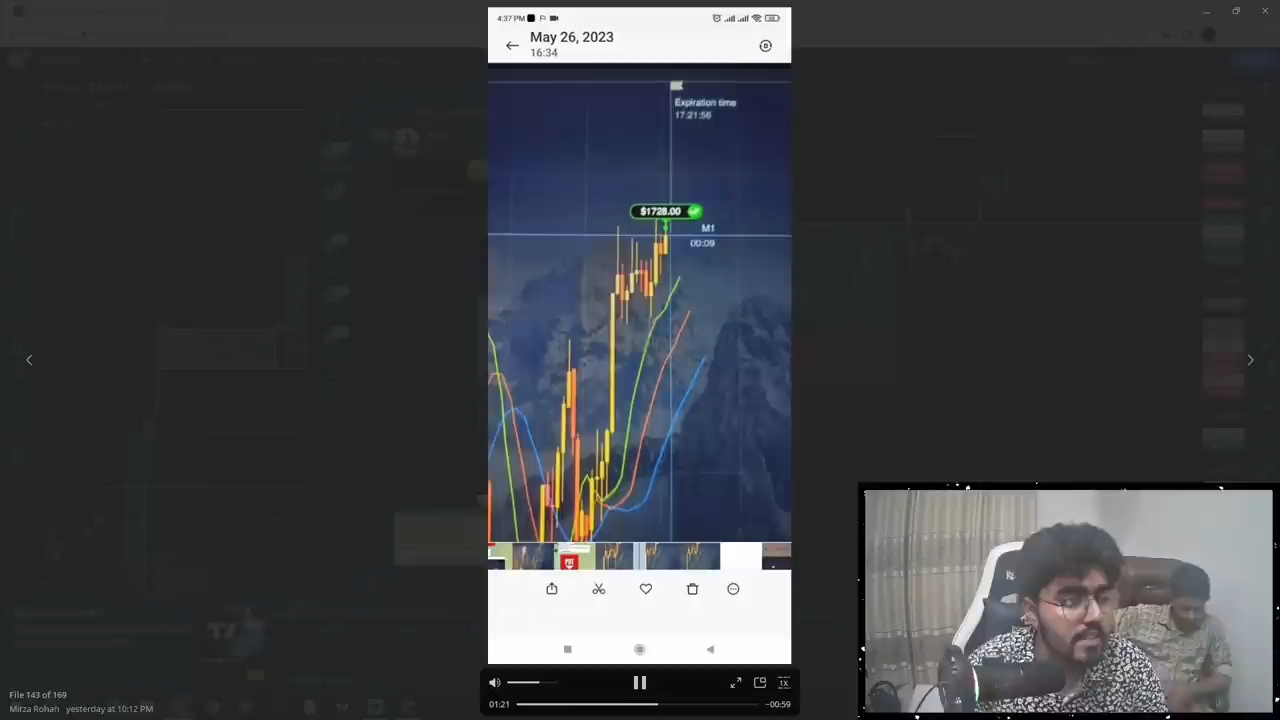 4:37 PM
May 26, 2023
16:34
Expiration time
17:21:56
$1728.00
M1
00:09
01:21
−00:59
1X
File 143 of 169
Mirza Rohan yesterday at 10:12 PM